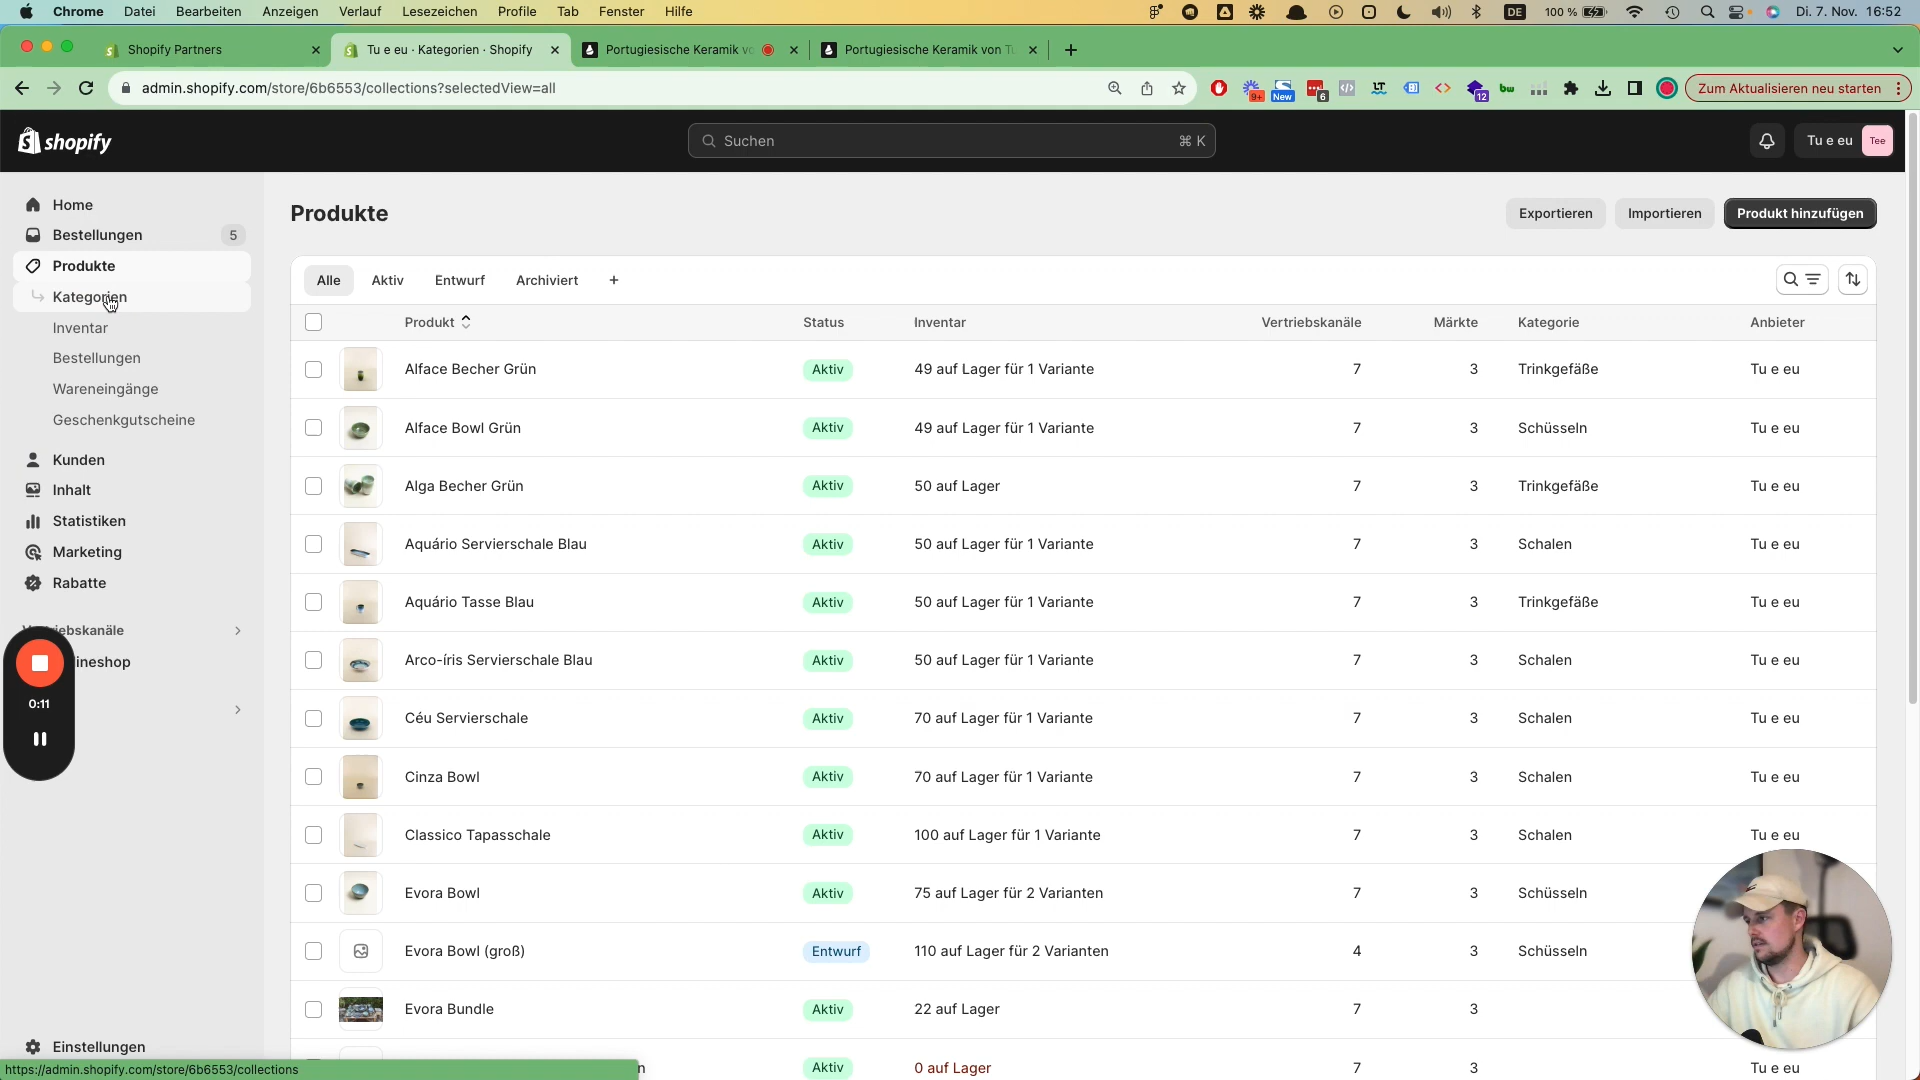 Chrome Datei Bearbeiten Anzeigen Verlauf Lesezeichen Profile Tab Fenster Hilfe DE 100 % Di. 7. Nov. 16:52
Shopify Partners
Tu e eu · Kategorien · Shopify
Portugiesische Keramik vo
Portugiesische Keramik von Tu
admin.shopify.com/store/6b6553/collections?selectedView=all
9+
New
6
12
bw
Zum Aktualisieren neu starten
shopify
Suchen
⌘ K
Tu e eu
Tee
Home
Bestellungen 5
Produkte
Kategorien
Inventar
Bestellungen
Wareneingänge
Geschenkgutscheine
Kunden
Inhalt
Statistiken
Marketing
Rabatte
iebskanäle
ineshop
0:11
Einstellungen
https://admin.shopify.com/store/6b6553/collections
Produkte
Exportieren
Importieren
Produkt hinzufügen
Alle Aktiv Entwurf Archiviert +
Produkt Status Inventar Vertriebskanäle Märkte Kategorie Anbieter
Alface Becher Grün Aktiv 49 auf Lager für 1 Variante 7 3 Trinkgefäße Tu e eu
Alface Bowl Grün Aktiv 49 auf Lager für 1 Variante 7 3 Schüsseln Tu e eu
Alga Becher Grün Aktiv 50 auf Lager 7 3 Trinkgefäße Tu e eu
Aquário Servierschale Blau Aktiv 50 auf Lager für 1 Variante 7 3 Schalen Tu e eu
Aquário Tasse Blau Aktiv 50 auf Lager für 1 Variante 7 3 Trinkgefäße Tu e eu
Arco-íris Servierschale Blau Aktiv 50 auf Lager für 1 Variante 7 3 Schalen Tu e eu
Céu Servierschale Aktiv 70 auf Lager für 1 Variante 7 3 Schalen Tu e eu
Cinza Bowl Aktiv 70 auf Lager für 1 Variante 7 3 Schalen Tu e eu
Classico Tapasschale Aktiv 100 auf Lager für 1 Variante 7 3 Schalen Tu e eu
Evora Bowl Aktiv 75 auf Lager für 2 Varianten 7 3 Schüsseln
Evora Bowl (groß) Entwurf 110 auf Lager für 2 Varianten 4 3 Schüsseln
Evora Bundle Aktiv 22 auf Lager 7 3
n Aktiv 0 auf Lager 7 3 Tu e eu